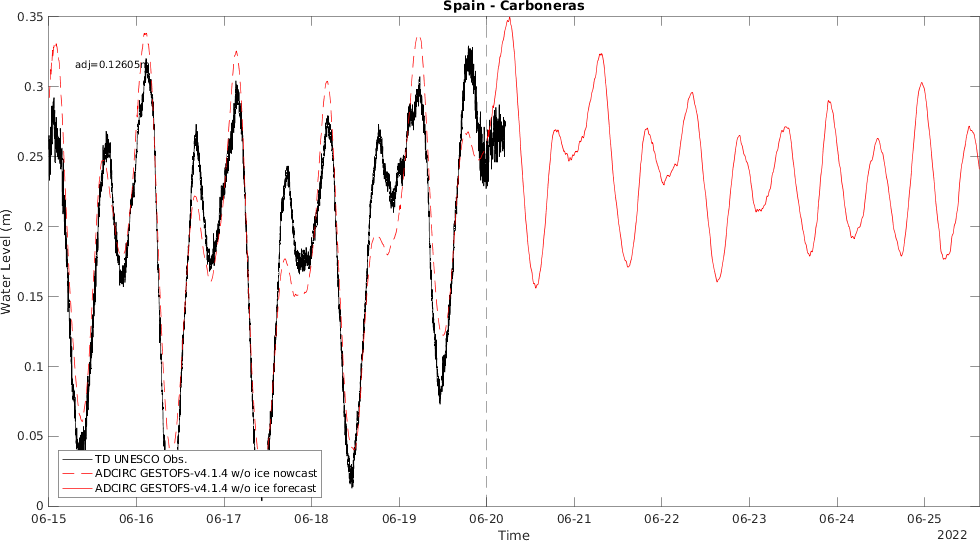 Spain - Carboneras
0.35
adj=0.12605
0.3
0.25
0.2
0.15
0.1
0.05
0
Water Level (m)
TD UNESCO Obs.
ADCIRC GESTOFS-v4.1.4 w/o ice nowcast
ADCIRC GESTOFS-v4.1.4 w/o ice forecast
06-15 06-16 06-17 06-18 06-19 06-20 06-21 06-22 06-23 06-24 06-25
Time
2022